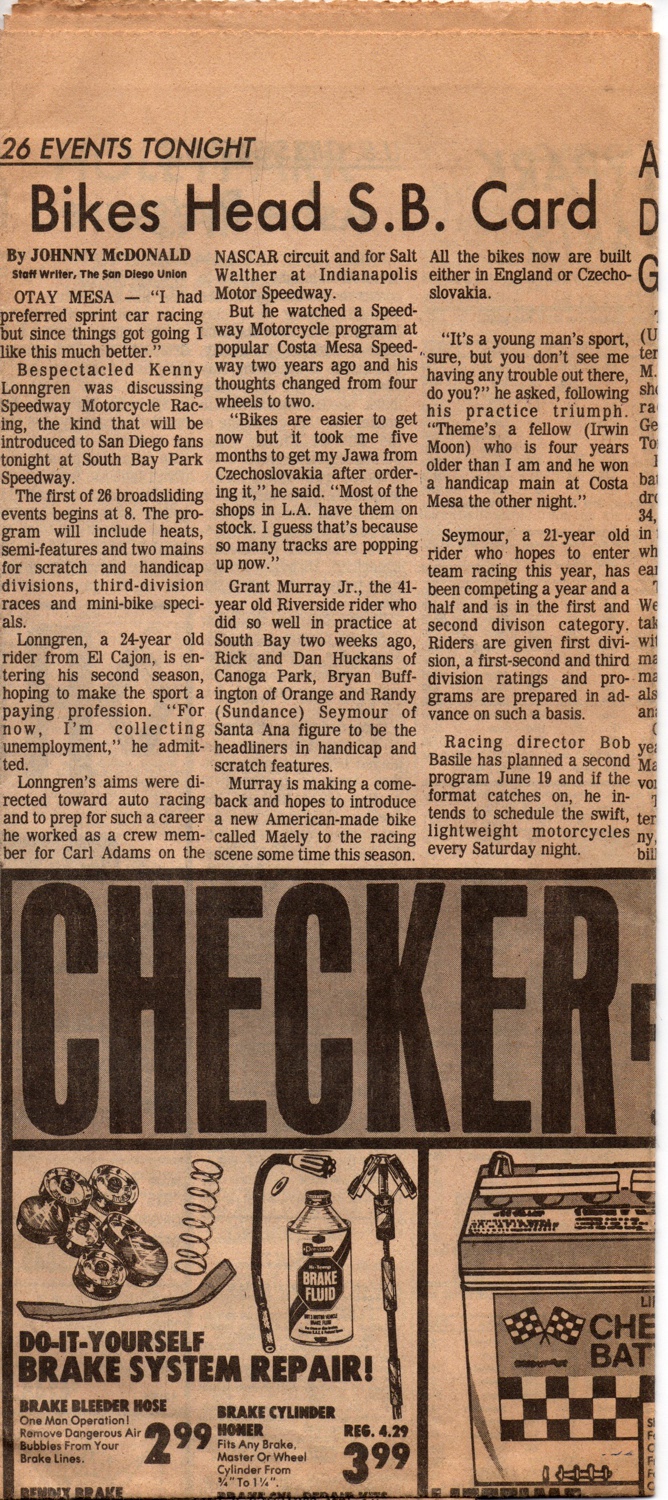 26 EVENTS TONIGHT
Bikes Head S.B. Card
By JOHNNY McDONALD
Staff Writer, The San Diego Union
OTAY MESA — "I had
preferred sprint car racing
but since things got going I
like this much better."
Bespectacled Kenny
Lonngren was discussing
Speedway Motorcycle Rac-
ing, the kind that will be
introduced to San Diego fans
tonight at South Bay Park
Speedway.
The first of 26 broadsliding
events begins at 8. The pro-
gram will include heats,
semi-features and two mains
for scratch and handicap
divisions, third-division
races and mini-bike speci-
als.
Lonngren, a 24-year old
rider from El Cajon, is en-
tering his second season,
hoping to make the sport a
paying profession. "For
now, I'm collecting
unemployment," he admit-
ted.
Lonngren's aims were di-
rected toward auto racing
and to prep for such a career
he worked as a crew mem-
ber for Carl Adams on the
NASCAR circuit and for Salt
Walther at Indianapolis
Motor Speedway.
But he watched a Speed-
way Motorcycle program at
popular Costa Mesa Speed-
way two years ago and his
thoughts changed from four
wheels to two.
"Bikes are easier to get
now but it took me five
months to get my Jawa from
Czechoslovakia after order-
ing it," he said. "Most of the
shops in L.A. have them on
stock. I guess that's because
so many tracks are popping
up now."
Grant Murray Jr., the 41-
year old Riverside rider who
did so well in practice at
South Bay two weeks ago,
Rick and Dan Huckans of
Canoga Park, Bryan Buff-
ington of Orange and Randy
(Sundance) Seymour of
Santa Ana figure to be the
headliners in handicap and
scratch features.
Murray is making a come-
back and hopes to introduce
a new American-made bike
called Maely to the racing
scene some time this season.
All the bikes now are built
either in England or Czecho-
slovakia.
"It's a young man's sport,
sure, but you don't see me
having any trouble out there,
do you?" he asked, following
his practice triumph.
"Theme's a fellow (Irwin
Moon) who is four years
older than I am and he won
a handicap main at Costa
Mesa the other night."
Seymour, a 21-year old
rider who hopes to enter
team racing this year, has
been competing a year and a
half and is in the first and
second divison category.
Riders are given first divi-
sion, a first-second and third
division ratings and pro-
grams are prepared in ad-
vance on such a basis.
Racing director Bob
Basile has planned a second
program June 19 and if the
format catches on, he in-
tends to schedule the swift,
lightweight motorcycles
every Saturday night.
CHECKER
BRAKE
FLUID
DO-IT-YOURSELF
BRAKE SYSTEM REPAIR!
BRAKE BLEEDER HOSE
One Man Operation!
Remove Dangerous Air
Bubbles From Your
Brake Lines.
2 99
BRAKE CYLINDER
HONER
Fits Any Brake,
Master Or Wheel
Cylinder From
¾" To 1¼".
REG. 4.29
3 99
CHE
BAT